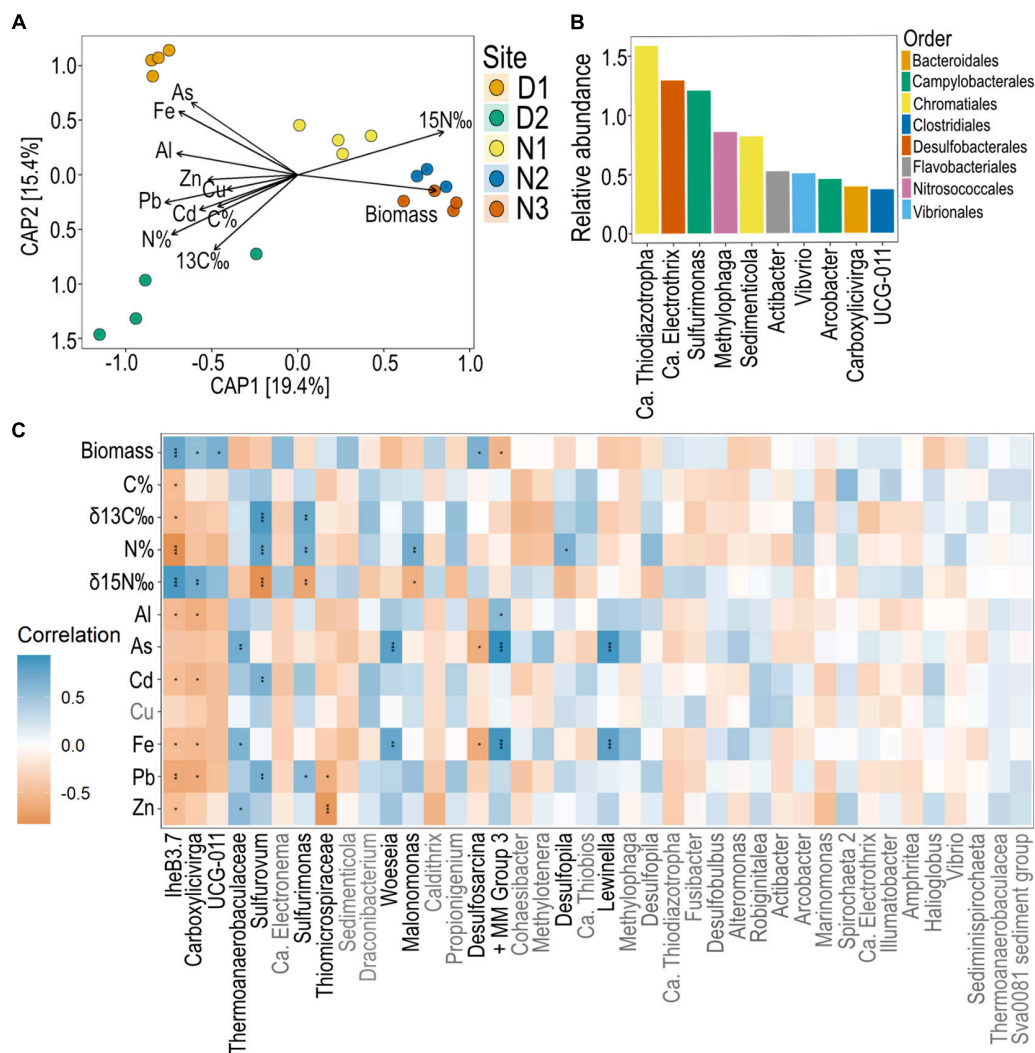 A
CAP2 [15.4%]
1.0
0.5
0.0
0.5
1.0
1.5
-1.0
-0.5
0.0
0.5
1.0
CAP1 [19.4%]
As
Fe
Al
Zn
Cu
Pb
Cd
C%
N%
13C‰
15N‰
Biomass
Site
D1
D2
N1
N2
N3
B
Relative abundance
1.5
1.0
0.5
0.0
Ca. Thiodiazotropha
Ca. Electrothrix
Sulfurimonas
Methylophaga
Sedimenticola
Actibacter
Vibvrio
Arcobacter
Carboxylicivirga
UCG-011
Order
Bacteroidales
Campylobacterales
Chromatiales
Clostridiales
Desulfobacterales
Flavobacteriales
Nitrosococcales
Vibrionales
C
Biomass
C%
δ13C‰
N%
δ15N‰
Al
As
Cd
Cu
Fe
Pb
Zn
Correlation
0.5
0.0
-0.5
IheB3.7
Carboxylicivirga
UCG-011
Thermoanaerobaculaceae
Sulfurovum
Ca. Electronema
Sulfurimonas
Thiomicrospiraceae
Sedimenticola
Draconibacterium
Woeseia
Malonomonas
Caldithrix
Propionigenium
Desulfosarcina
+ MM Group 3
Cohaesibacter
Methylotenera
Desulfopila
Ca. Thiobios
Lewinella
Methylophaga
Desulfopila
Ca. Thiodiazotropha
Fusibacter
Desulfobulbus
Alteromonas
Robiginitalea
Actibacter
Arcobacter
Marinomonas
Spirochaeta 2
Ca. Electrothrix
Illumatobacter
Amphritea
Halioglobus
Vibrio
Sediminispirochaeta
Thermoanaerobaculacea
Sva0081 sediment group